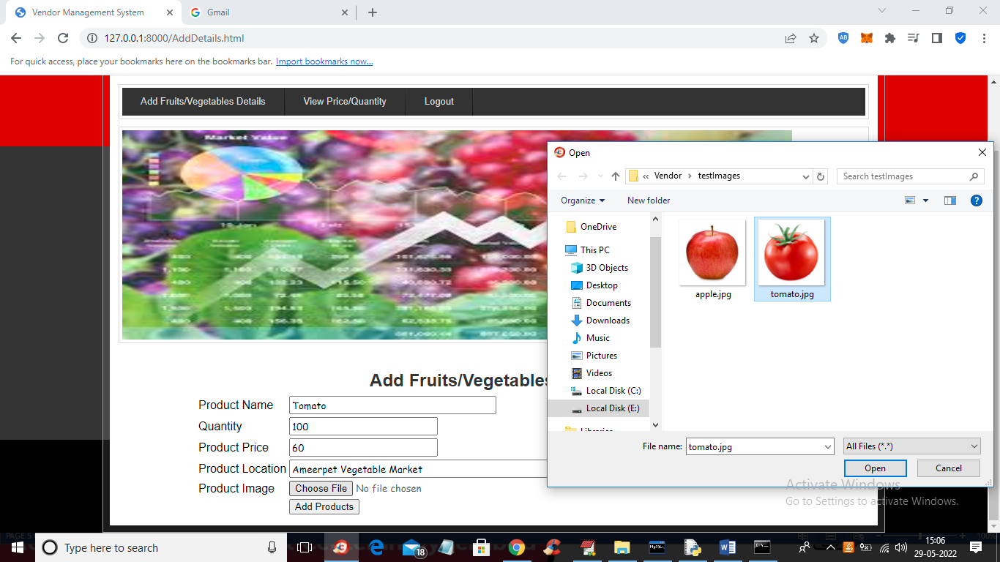 Vendor Management System
Gmail
127.0.0.1:8000/AddDetails.html
For quick access, place your bookmarks here on the bookmarks bar. Import bookmarks now...
Add Fruits/Vegetables Details View Price/Quantity Logout
Market Value
Open
« Vendor › testImages
Search testImages
Organize New folder
OneDrive
This PC
3D Objects
Desktop
Documents
Downloads
Music
Pictures
Videos
Local Disk (C:)
Local Disk (E:)
Libraries
apple.jpg
tomato.jpg
File name: tomato.jpg
All Files (*.*)
Open Cancel
Add Fruits/Vegetables
Product Name Tomato
Quantity 100
Product Price 60
Product Location Ameerpet Vegetable Market
Product Image Choose File No file chosen
Add Products
Activate Windows
Go to Settings to activate Windows.
PAGE 5
100%
Type here to search
18
15:06
29-05-2022